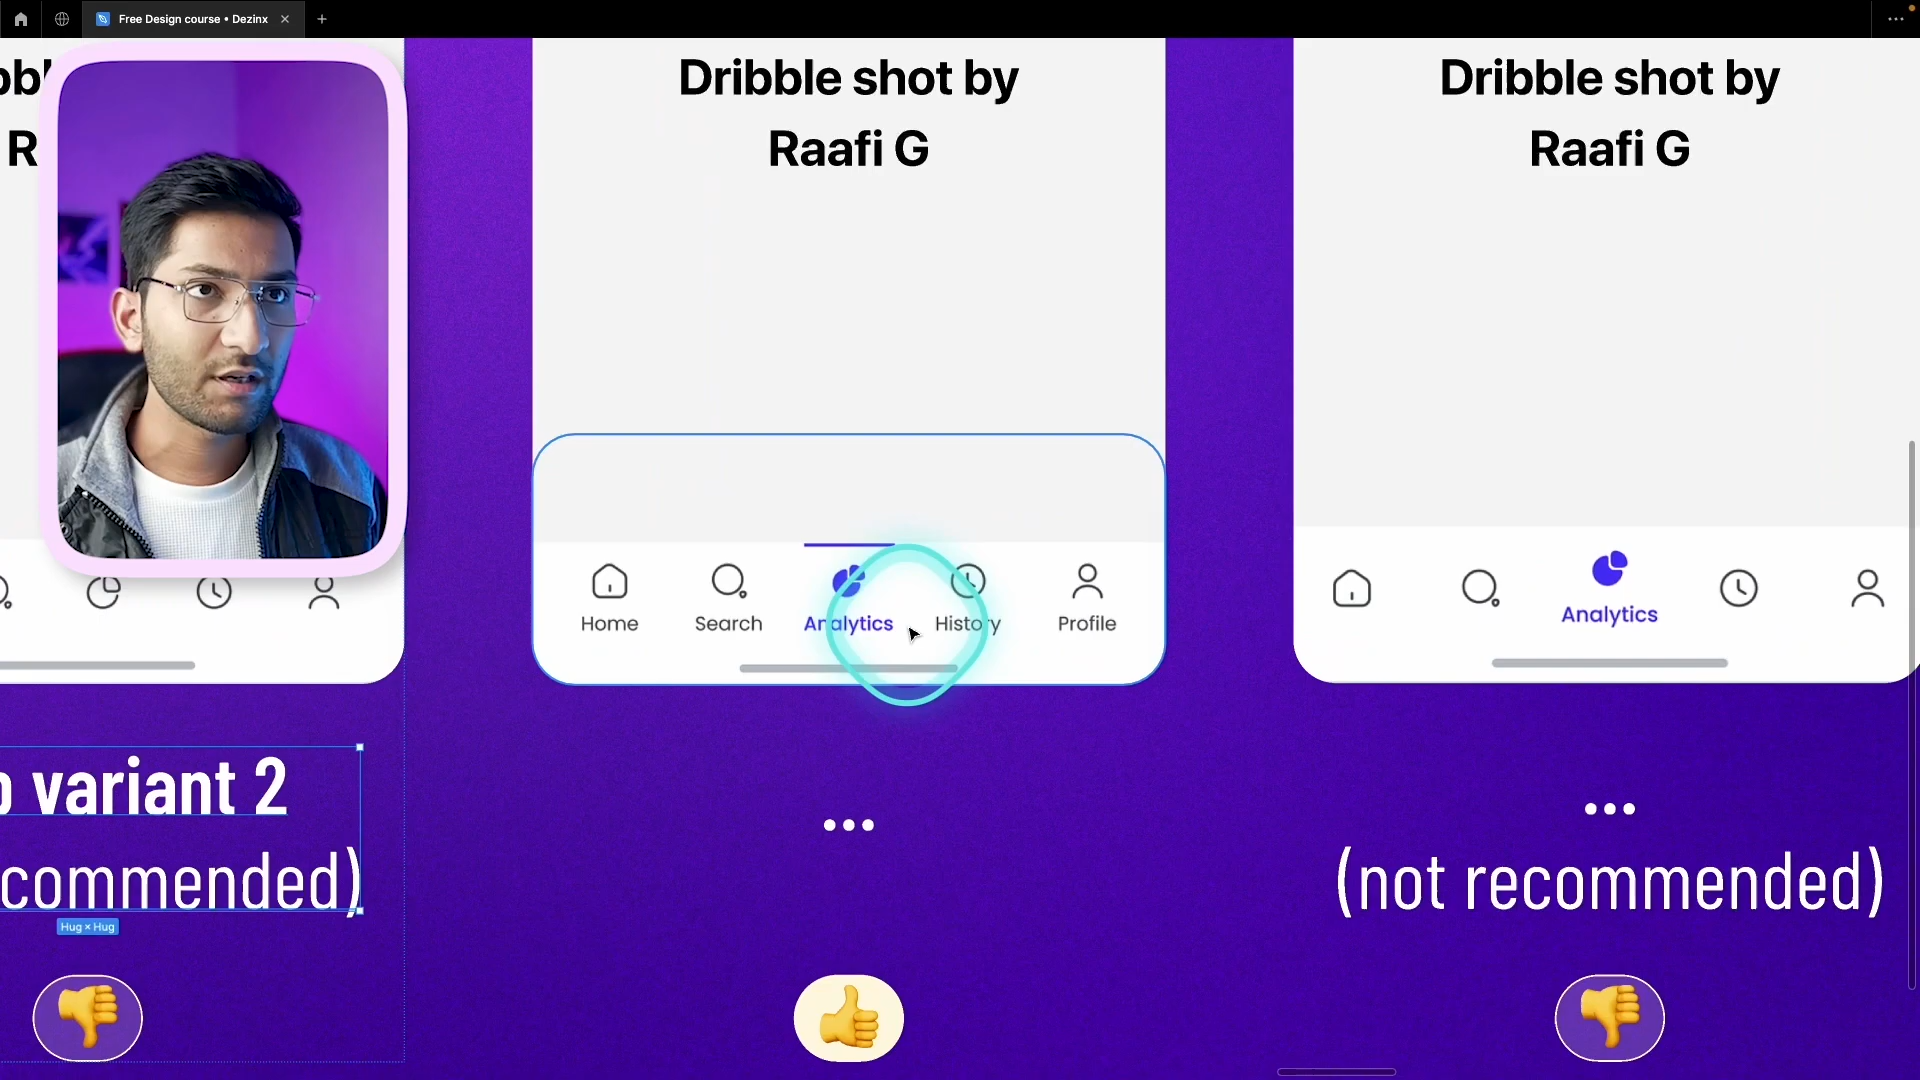 Free Design course • Dezinx
Dribble shot by
Raafi G
Dribble shot by
Raafi G
R
Home
Search
Analytics
History
Profile
Analytics
variant 2
commended)
Hug × Hug
•••
•••
(not recommended)